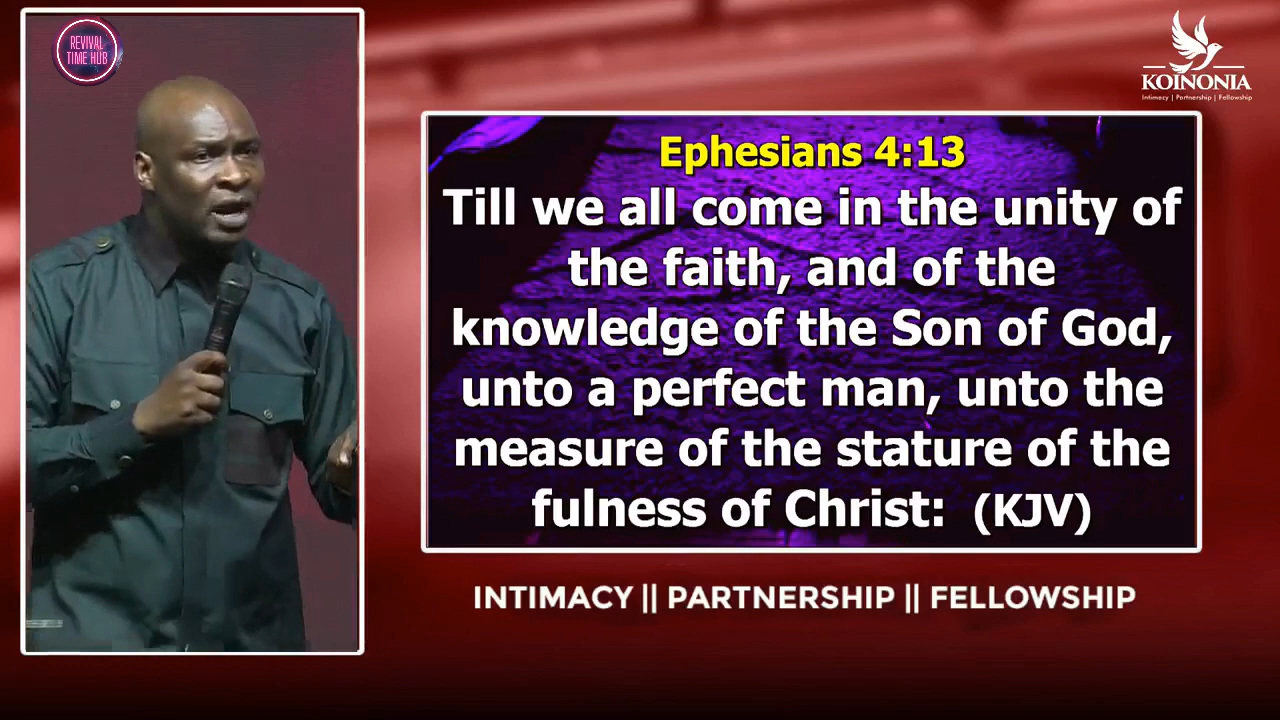 REVIVAL
TIME HUB
KOINONIA
Intimacy | Partnership | Fellowship
Ephesians 4:13
Till we all come in the unity of
the faith, and of the
knowledge of the Son of God,
unto a perfect man, unto the
measure of the stature of the
fulness of Christ: (KJV)
INTIMACY || PARTNERSHIP || FELLOWSHIP